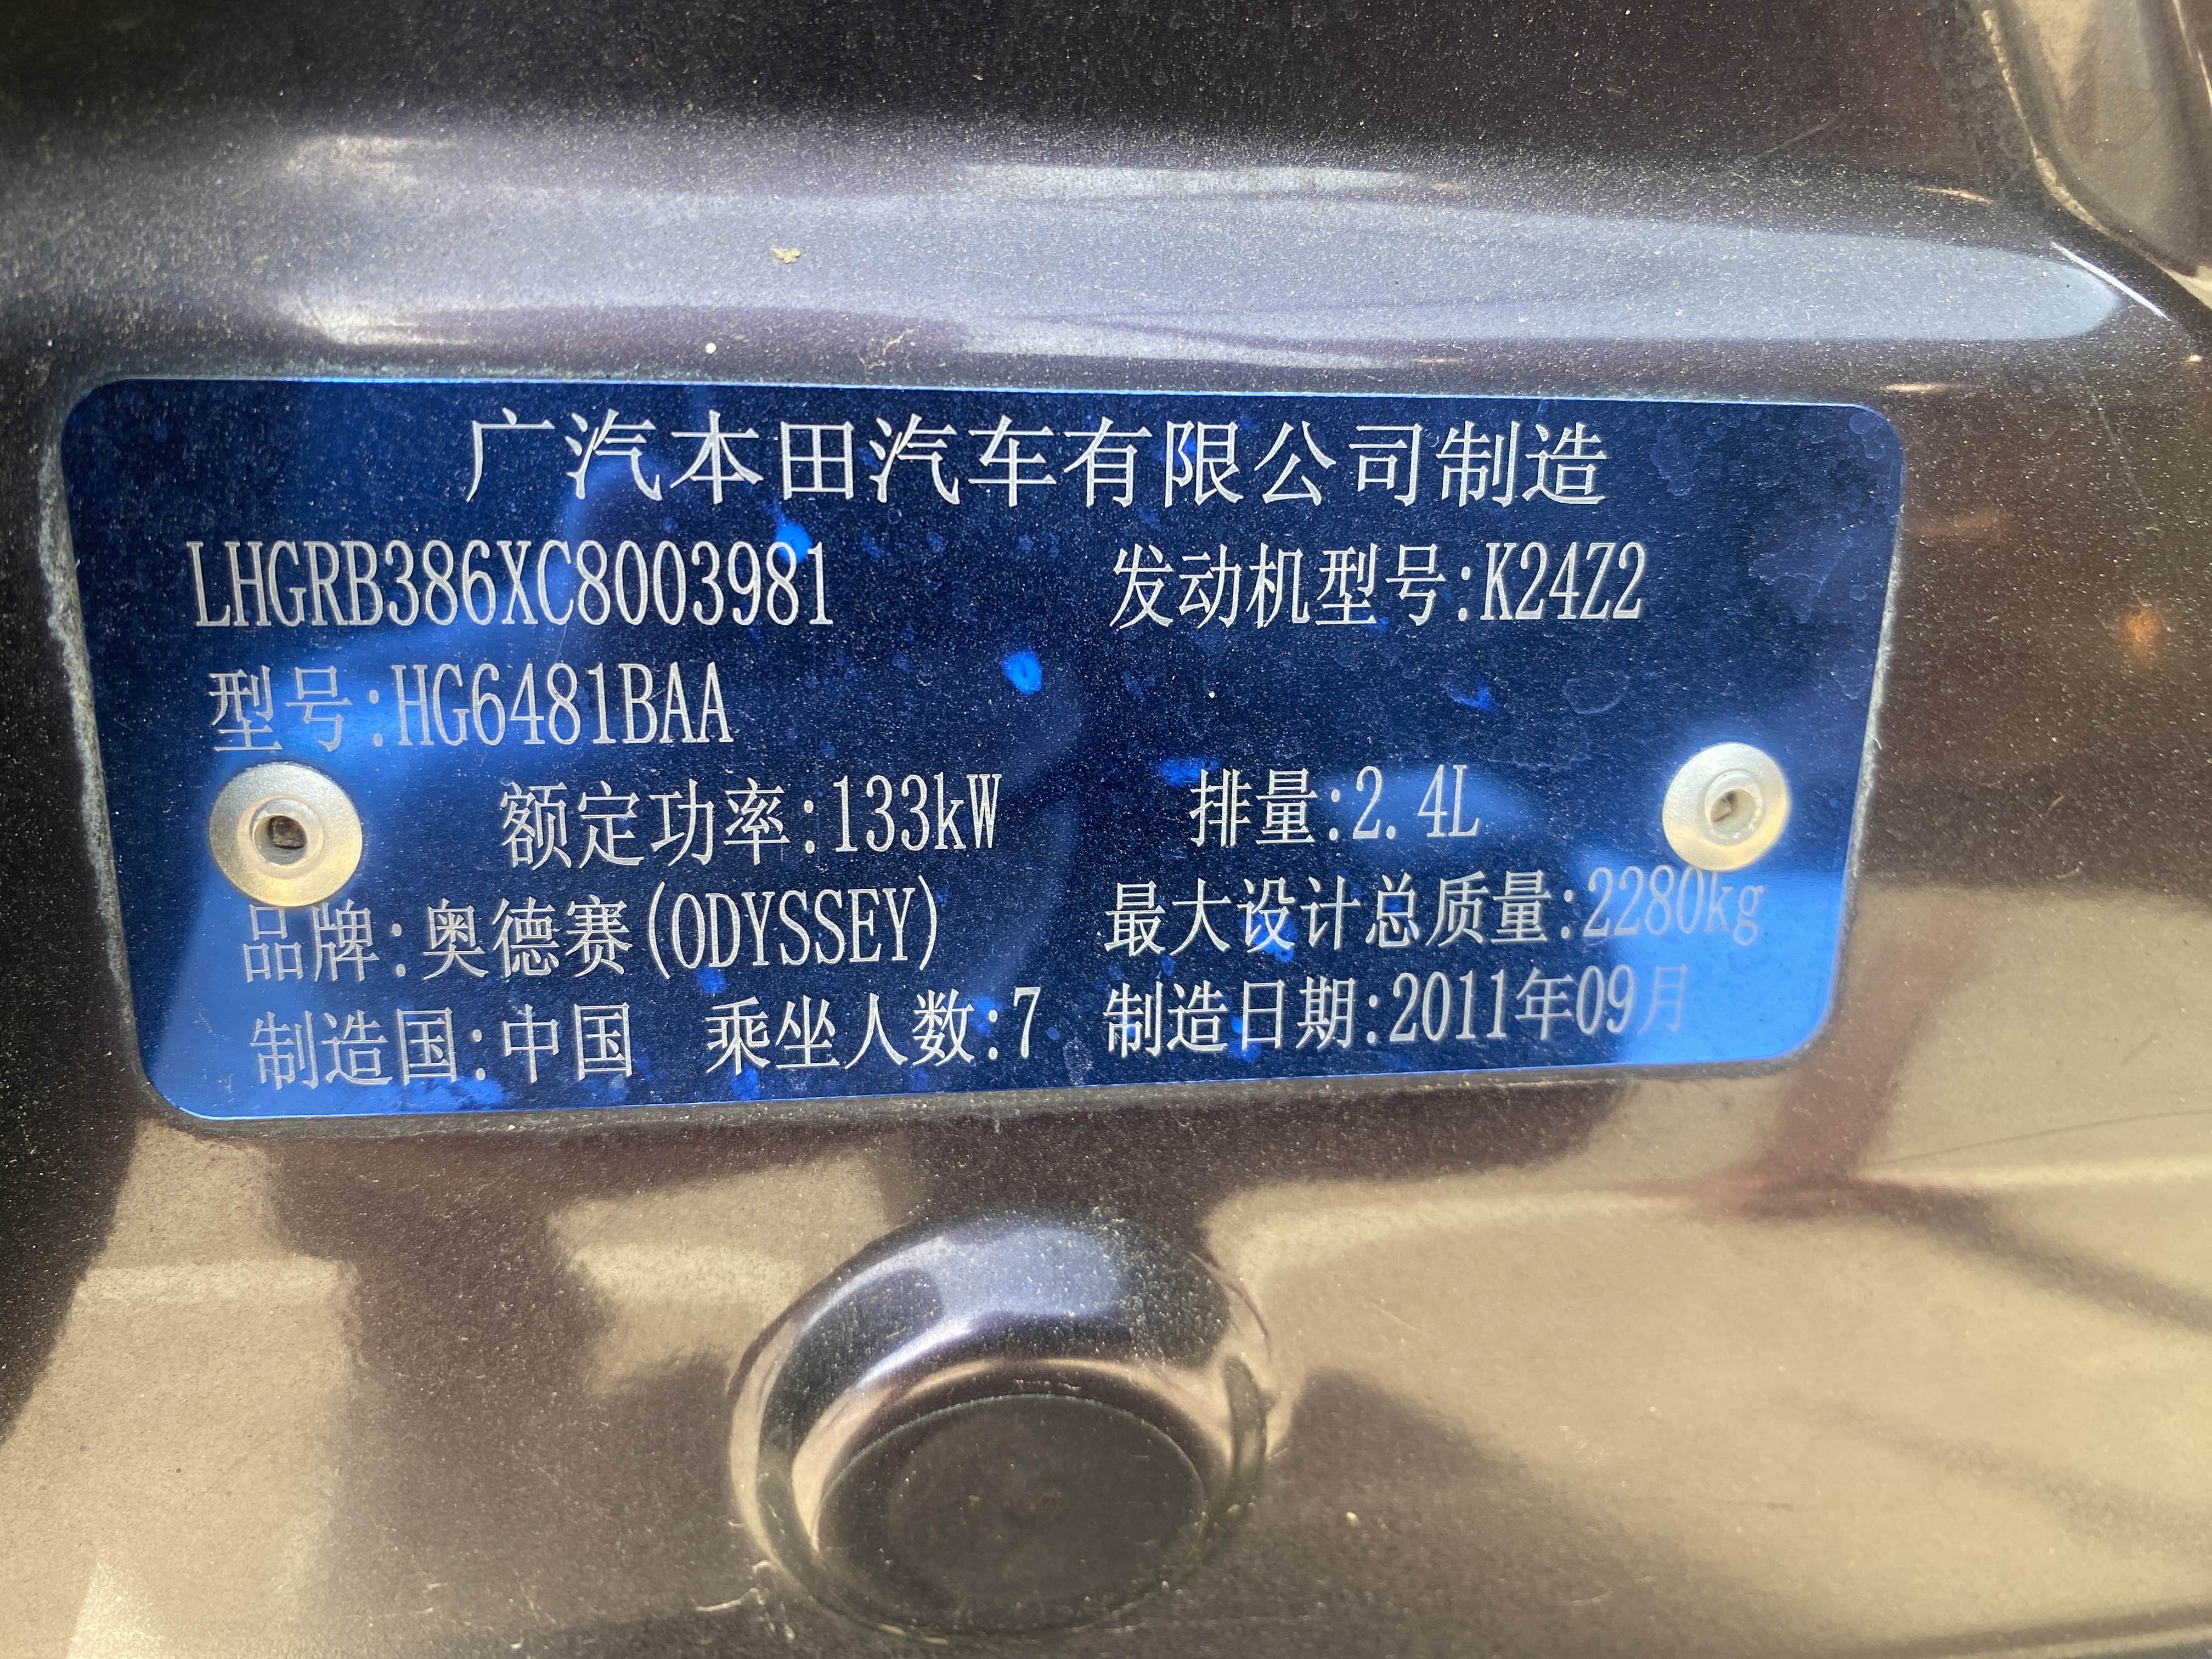 广汽本田汽车有限公司制造
LHGRB386XC8003981 发动机型号:K24Z2
型号:HG6481BAA
额定功率:133kW 排量:2.4L
品牌:奥德赛(ODYSSEY) 最大设计总质量:2280kg
制造国:中国 乘坐人数:7 制造日期:2011年09月